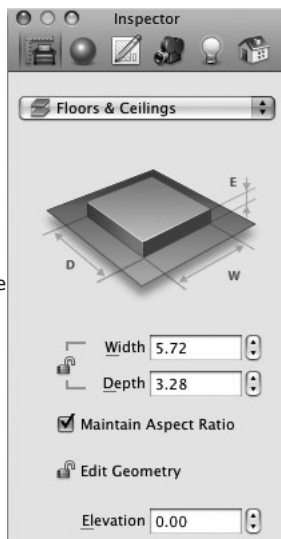 Inspector
Floors & Ceilings
E
D
W
e
Width 5.72
Depth 3.28
Maintain Aspect Ratio
Edit Geometry
Elevation 0.00